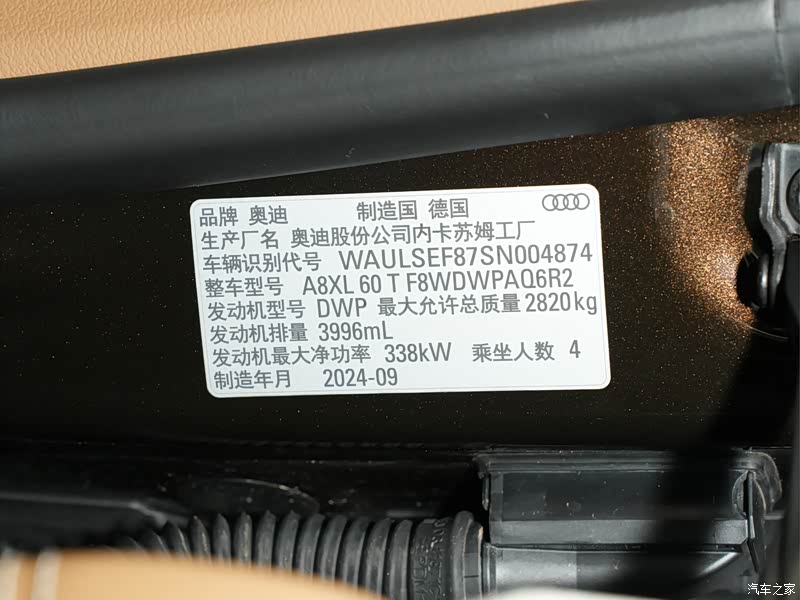 品牌 奥迪 制造国 德国
生产厂名 奥迪股份公司内卡苏姆工厂
车辆识别代号 WAULSEF87SN004874
整车型号 A8XL 60 T F8WDWPAQ6R2
发动机型号 DWP 最大允许总质量 2820kg
发动机排量 3996mL
发动机最大净功率 338kW 乘坐人数 4
制造年月 2024-09
汽车之家